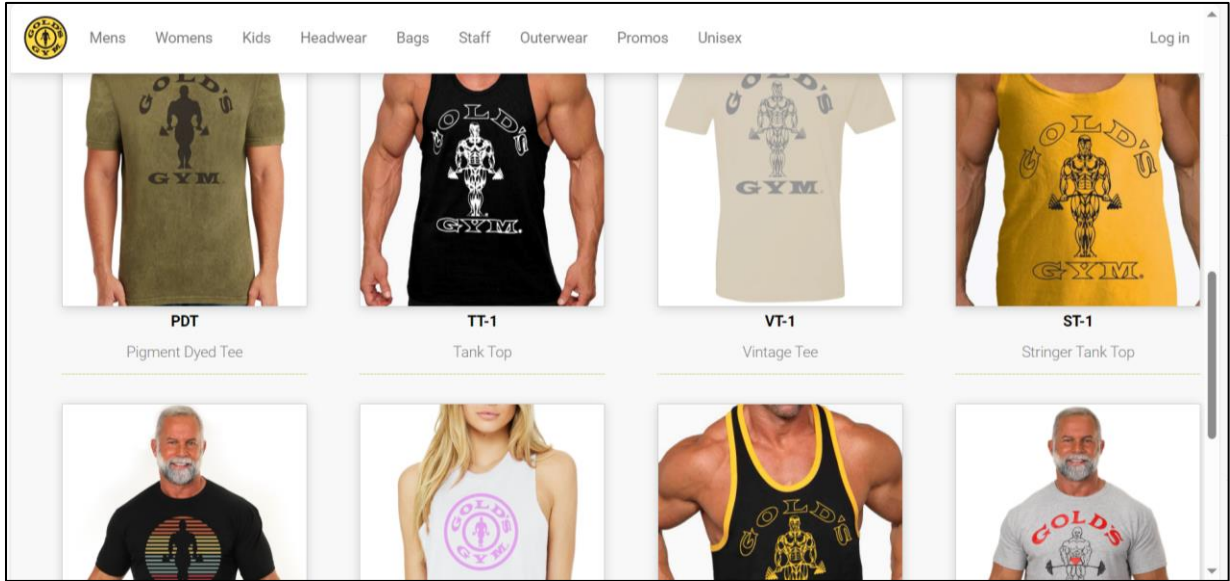 GOLD'S GYM
Mens Womens Kids Headwear Bags Staff Outerwear Promos Unisex Log in
GOLD'S GYM.
GOLD'S GYM.
GOLD'S GYM.
GOLD'S GYM.
PDT TT-1 VT-1 ST-1
Pigment Dyed Tee Tank Top Vintage Tee Stringer Tank Top
GOLD'S GYM
GOLD'S
GOLD'S